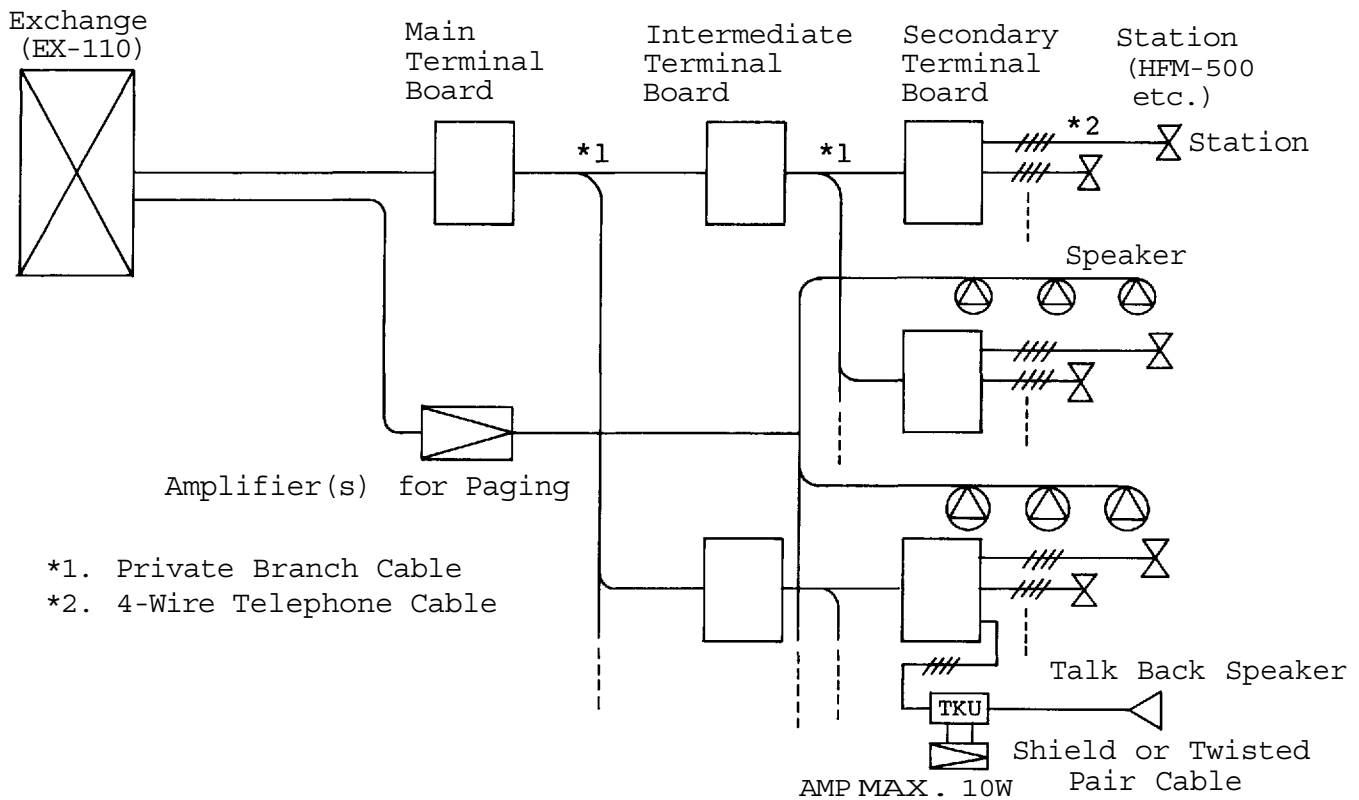 Exchange
(EX-110)
Main
Terminal
Board
Intermediate
Terminal
Board
Secondary
Terminal
Board
Station
(HFM-500
etc.)
*1
*1
*2
Station
Speaker
Amplifier(s) for Paging
*1. Private Branch Cable
*2. 4-Wire Telephone Cable
Talk Back Speaker
TKU
Shield or Twisted
Pair Cable
AMP MAX. 10W